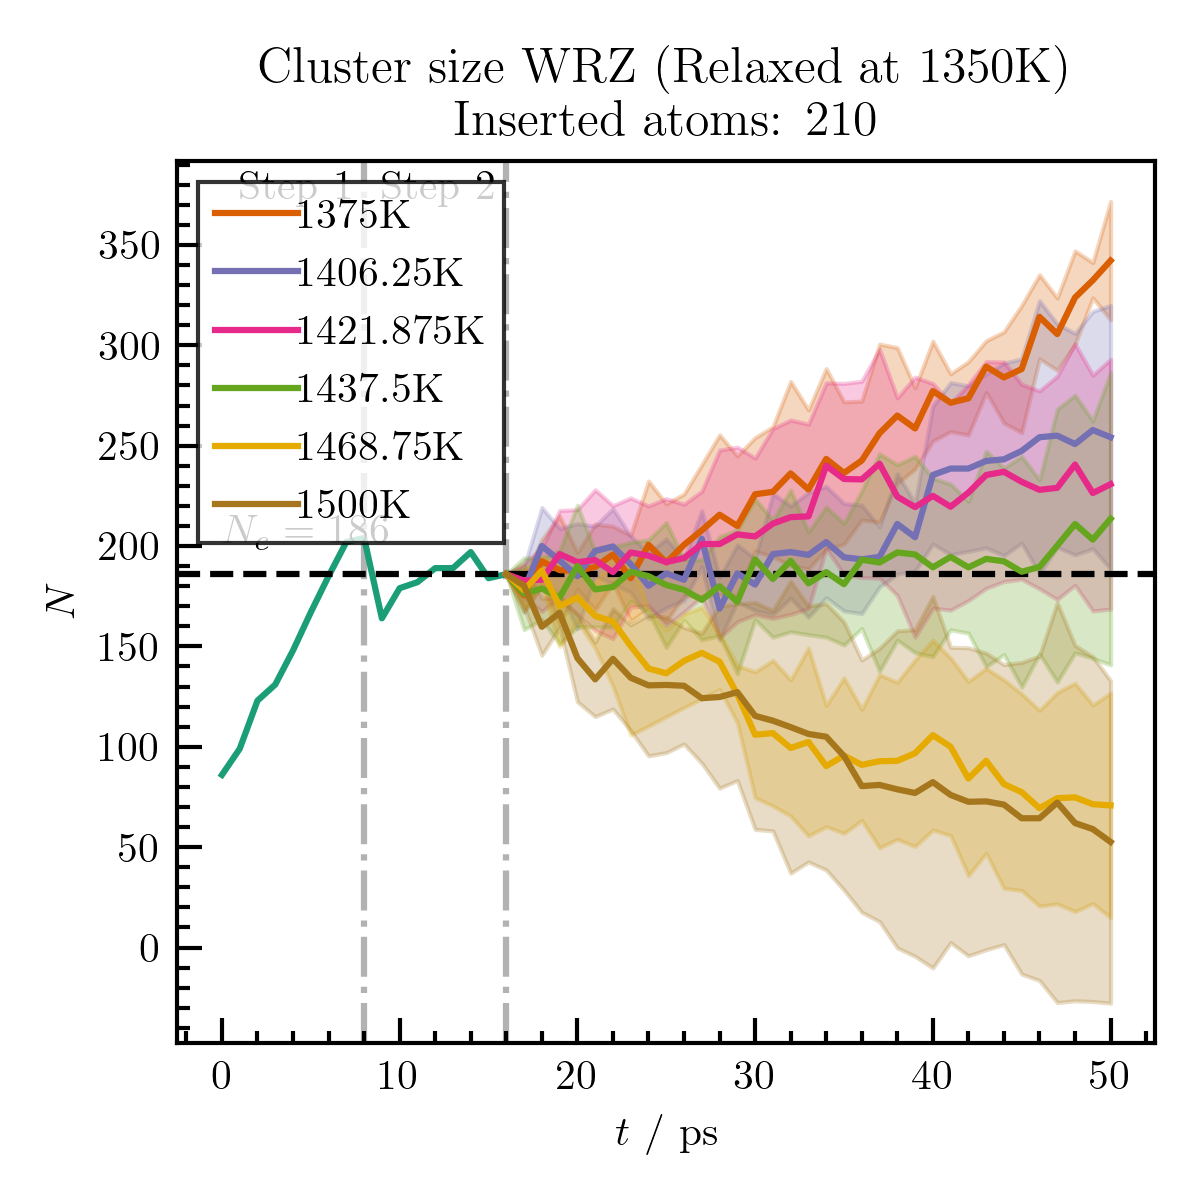 Cluster size WRZ (Relaxed at 1350K)
Inserted atoms: 210
Step 1 Step 2
1375K
1406.25K
1421.875K
1437.5K
1468.75K
1500K
N_c = 186
350
300
250
200
150
100
50
0
N
0 10 20 30 40 50
t / ps